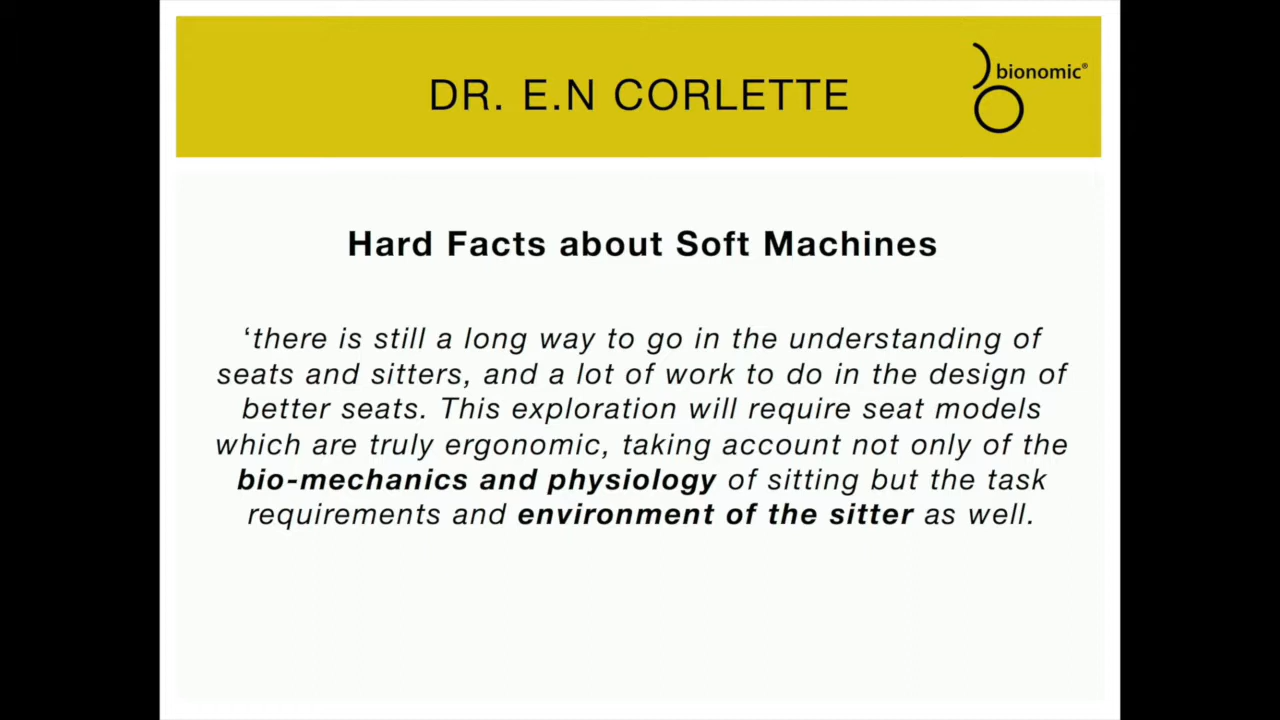 DR. E.N CORLETTE
bionomic®
Hard Facts about Soft Machines
‘there is still a long way to go in the understanding of
seats and sitters, and a lot of work to do in the design of
better seats. This exploration will require seat models
which are truly ergonomic, taking account not only of the
bio-mechanics and physiology of sitting but the task
requirements and environment of the sitter as well.